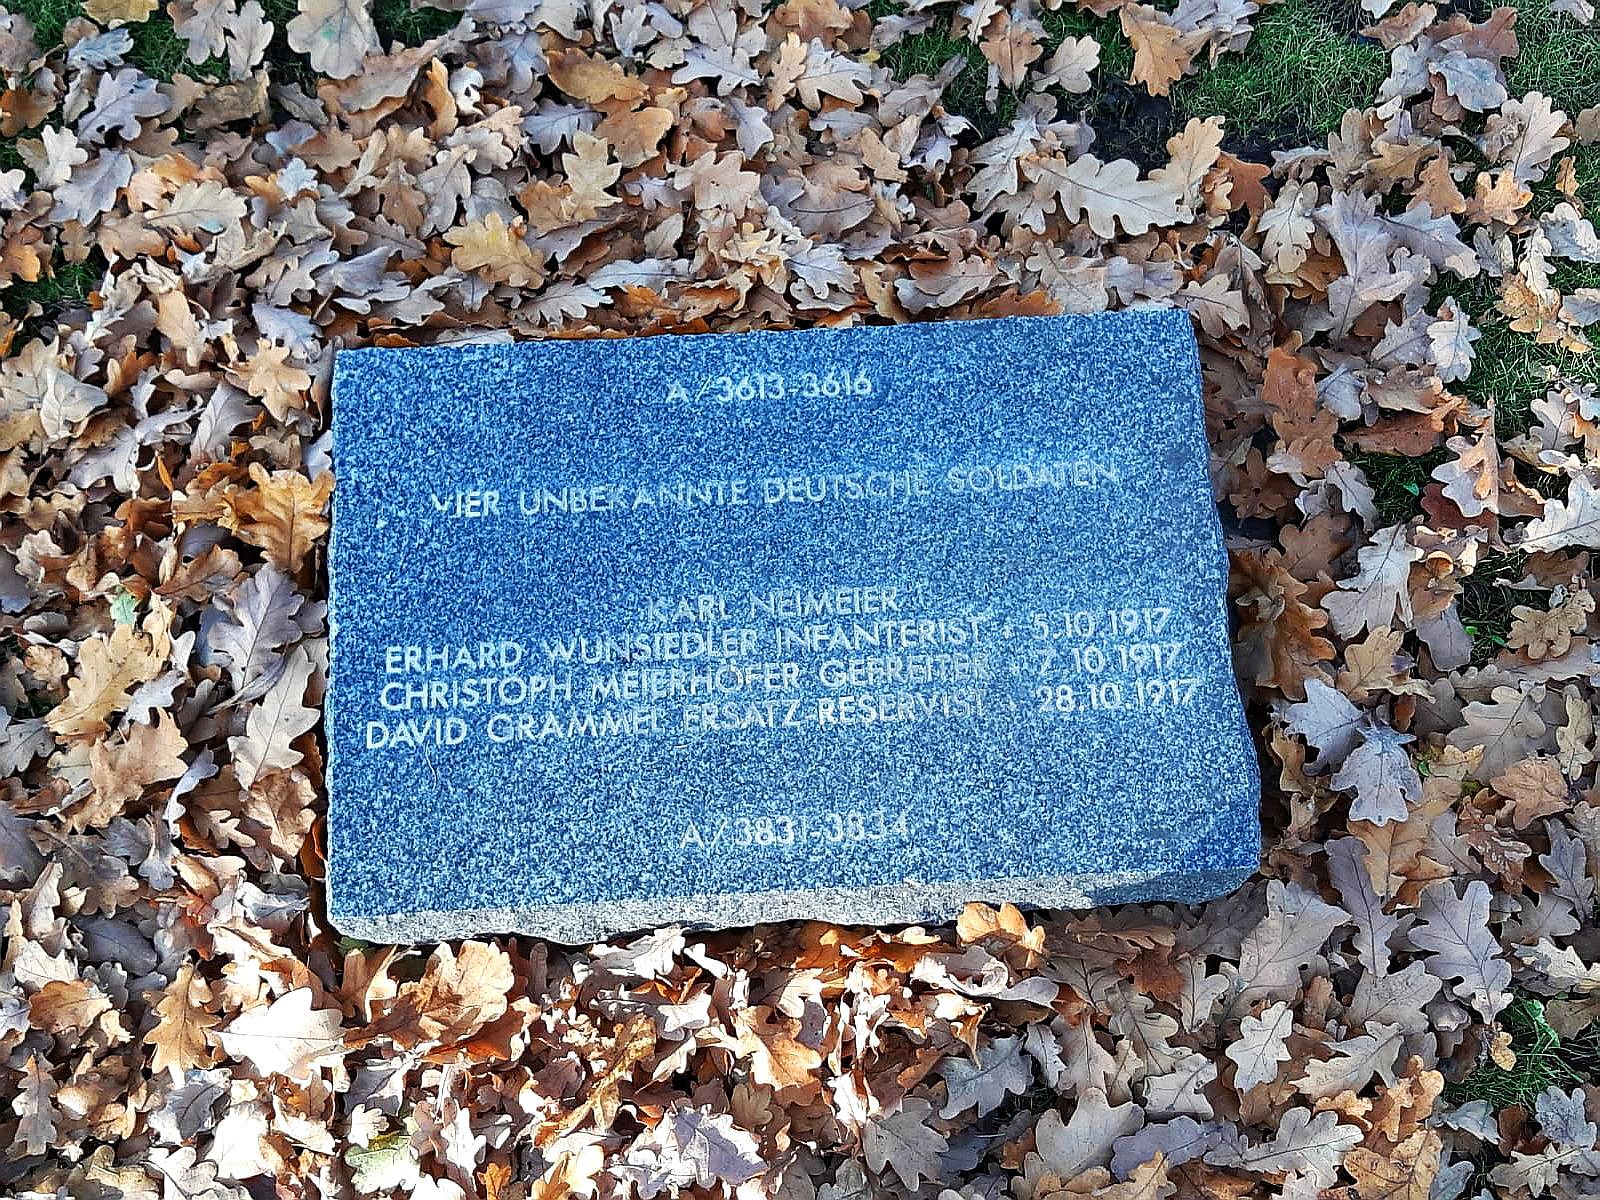 A/3613-3616
VIER UNBEKANNTE DEUTSCHE SOLDATEN
KARL NEIMEIER
ERHARD WUNSIEDLER INFANTERIST · 5.10.1917
CHRISTOPH MEIERHÖFER GEFREITER · 7.10.1917
DAVID GRAMMEL ERSATZ-RESERVIST · 28.10.1917
A/3831-3834